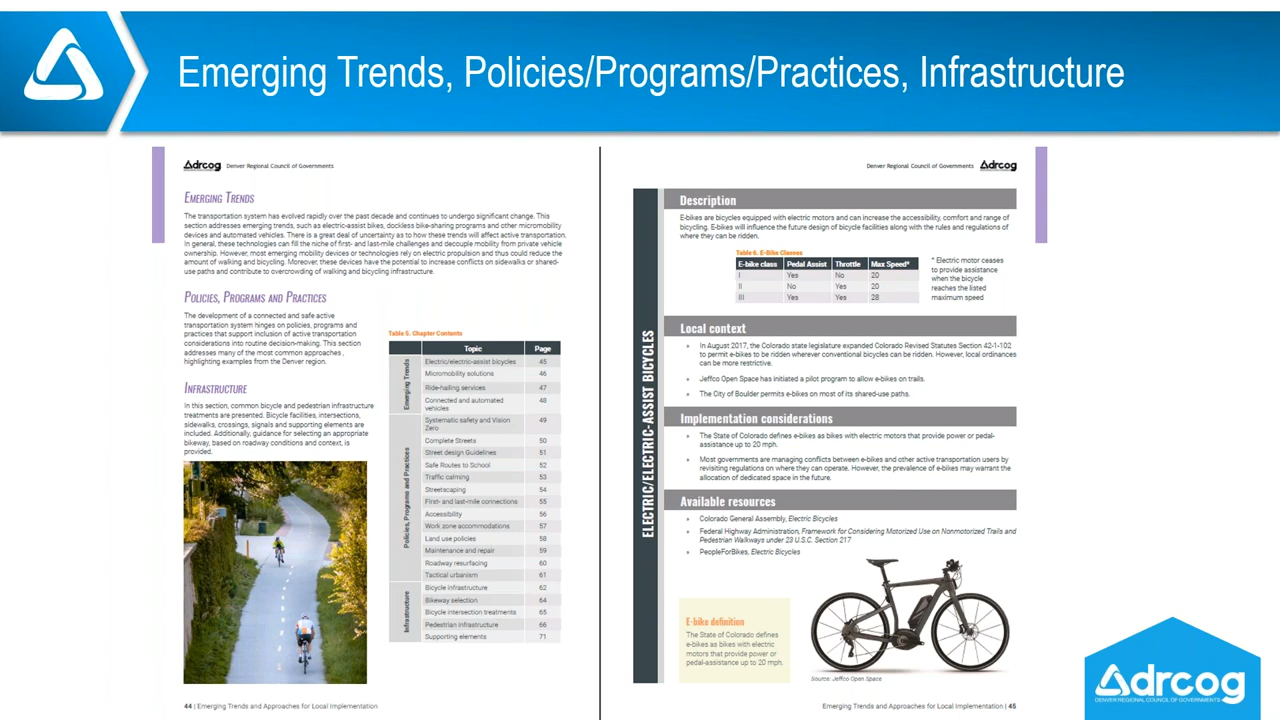 Emerging Trends, Policies/Programs/Practices, Infrastructure
drcog Denver Regional Council of Governments
EMERGING TRENDS
The transportation system has evolved rapidly over the past decade and continues to undergo significant change. This
section addresses emerging trends, such as electric-assist bikes, dockless bike-sharing programs and other micromobility
devices and automated vehicles. There is a great deal of uncertainty as to how these trends will affect active transportation.
In general, these technologies can fill the niche of first- and last-mile challenges and decouple mobility from private vehicle
ownership. However, most emerging mobility devices or technologies rely on electric propulsion and thus could reduce the
amount of walking and bicycling. Moreover, these devices have the potential to increase conflicts on sidewalks or shared-
use paths and contribute to overcrowding of walking and bicycling infrastructure.
POLICIES, PROGRAMS AND PRACTICES
The development of a connected and safe active
transportation system hinges on policies, programs and
practices that support inclusion of active transportation
considerations into routine decision-making. This section
addresses many of the most common approaches ,
highlighting examples from the Denver region.
INFRASTRUCTURE
In this section, common bicycle and pedestrian infrastructure
treatments are presented. Bicycle facilities, intersections,
sidewalks, crossings, signals and supporting elements are
included. Additionally, guidance for selecting an appropriate
bikeway, based on roadway conditions and context, is
provided.
Table 5. Chapter Contents
Topic Page
Emerging Trends
Electric/electric-assist bicycles 45
Micromobility solutions 46
Ride-hailing services 47
Connected and automated 48
vehicles
Policies, Programs and Practices
Systematic safety and Vision 49
Zero
Complete Streets 50
Street design Guidelines 51
Safe Routes to School 52
Traffic calming 53
Streetscaping 54
First- and last-mile connections 55
Accessibility 56
Work zone accommodations 57
Land use policies 58
Maintenance and repair 59
Roadway resurfacing 60
Tactical urbanism 61
Infrastructure
Bicycle infrastructure 62
Bikeway selection 64
Bicycle intersection treatments 65
Pedestrian infrastructure 66
Supporting elements 71
44 | Emerging Trends and Approaches for Local Implementation
Denver Regional Council of Governments drcog
ELECTRIC/ELECTRIC-ASSIST BICYCLES
Description
E-bikes are bicycles equipped with electric motors and can increase the accessibility, comfort and range of
bicycling. E-bikes will influence the future design of bicycle facilities along with the rules and regulations of
where they can be ridden.
Table 6. E-Bike Classes
E-bike class Pedal Assist Throttle Max Speed*
I Yes No 20
II No Yes 20
III Yes Yes 28
* Electric motor ceases
to provide assistance
when the bicycle
reaches the listed
maximum speed
Local context
In August 2017, the Colorado state legislature expanded Colorado Revised Statutes Section 42-1-102
to permit e-bikes to be ridden wherever conventional bicycles can be ridden. However, local ordinances
can be more restrictive.
Jeffco Open Space has initiated a pilot program to allow e-bikes on trails.
The City of Boulder permits e-bikes on most of its shared-use paths.
Implementation considerations
The State of Colorado defines e-bikes as bikes with electric motors that provide power or pedal-
assistance up to 20 mph.
Most governments are managing conflicts between e-bikes and other active transportation users by
revisiting regulations on where they can operate. However, the prevalence of e-bikes may warrant the
allocation of dedicated space in the future.
Available resources
Colorado General Assembly, Electric Bicycles
Federal Highway Administration, Framework for Considering Motorized Use on Nonmotorized Trails and
Pedestrian Walkways under 23 U.S.C. Section 217
PeopleForBikes, Electric Bicycles
E-bike definition
The State of Colorado defines
e-bikes as bikes with electric
motors that provide power or
pedal-assistance up to 20 mph.
Source: Jeffco Open Space
Emerging Trends and Approaches for Local Implementation | 45
drcog
DENVER REGIONAL COUNCIL OF GOVERNMENTS